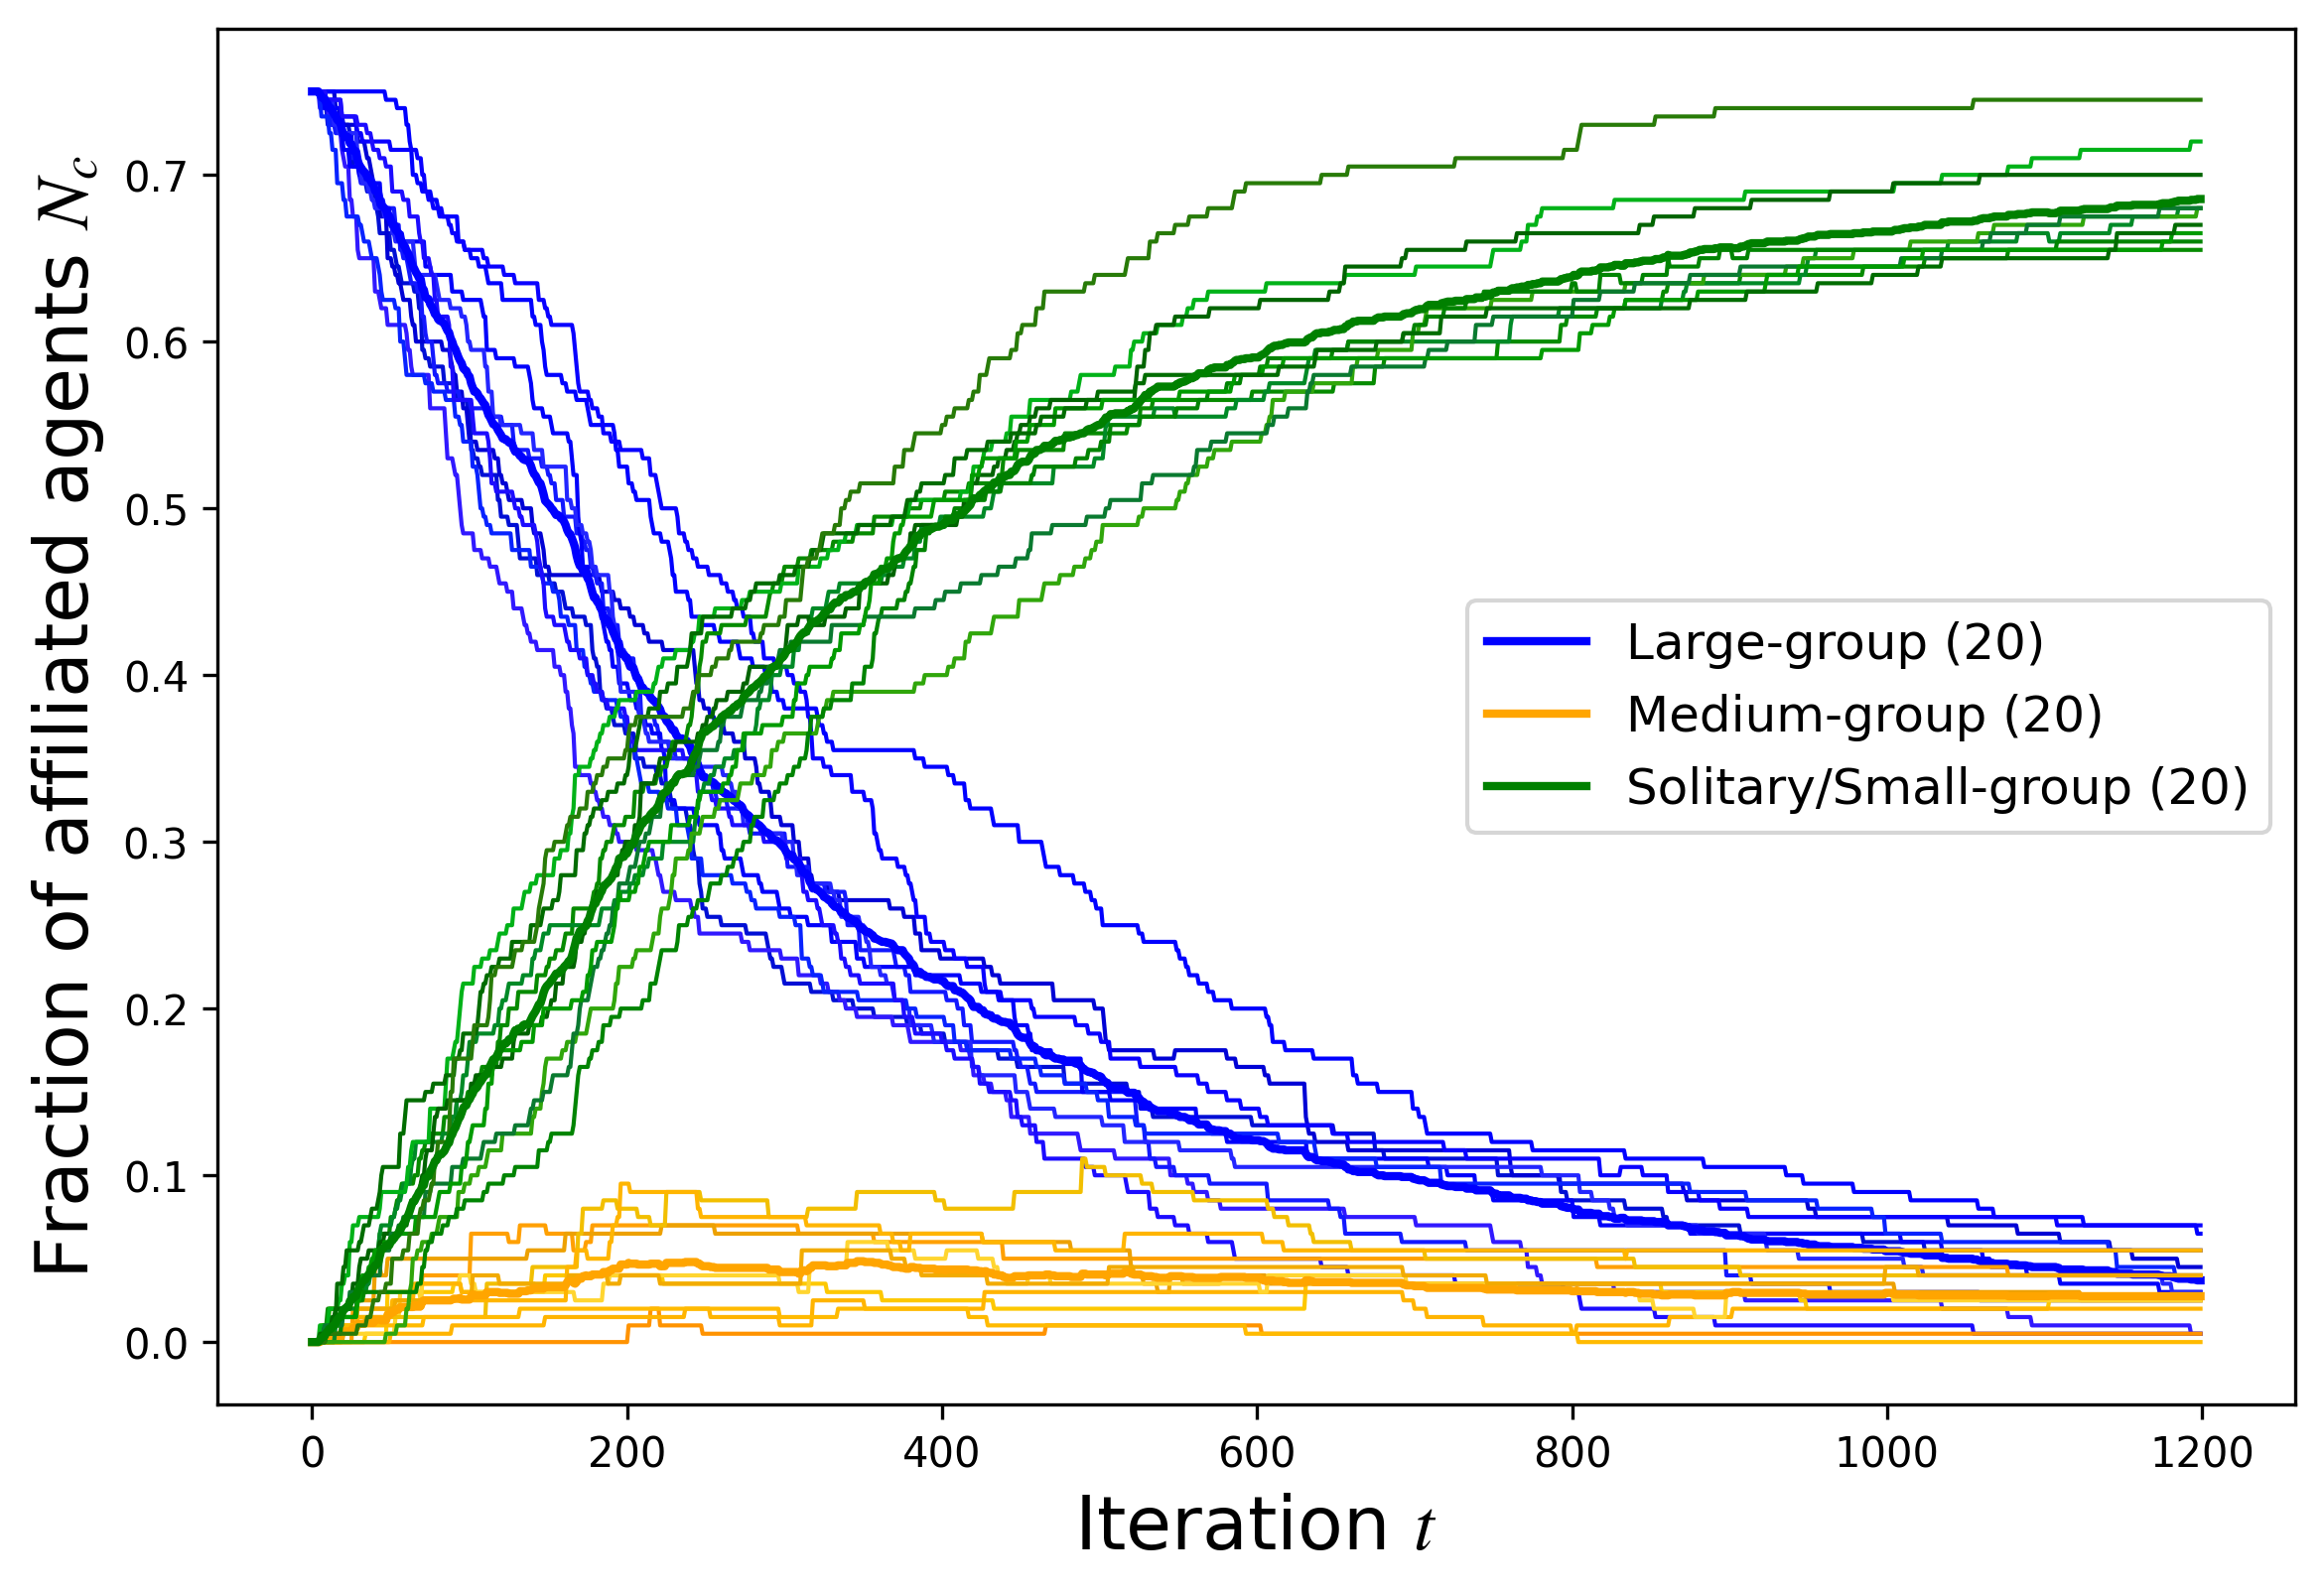 Fraction of affiliated agents N_c
0.7
0.6
0.5
0.4
0.3
0.2
0.1
0.0
Large-group (20)
Medium-group (20)
Solitary/Small-group (20)
0 200 400 600 800 1000 1200
Iteration t